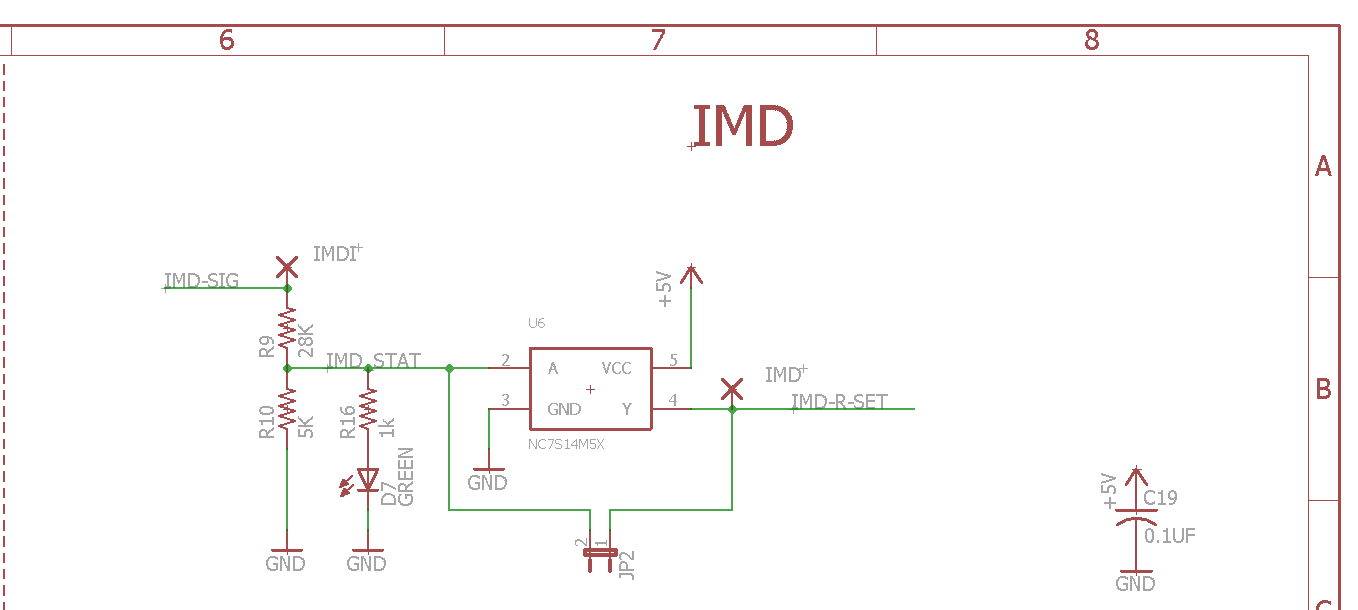 6
7
8
IMD
A
IMDI
IMD-SIG
+5V
U6
R9
28K
IMD_STAT
2
A
VCC
5
IMD
B
3
GND
Y
4
IMD-R-SET
R10
5K
R16
1k
NC7S14M5X
GREEN
D7
GND
+5V
C19
0.1UF
2
1
JP2
GND
GND
GND
C